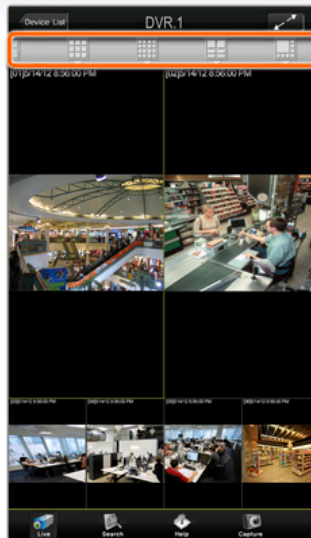 Device List
DVR.1
[01]5/14/12 8:56:00 PM
[02]5/14/12 8:56:00 PM
Live
Search
Help
Capture